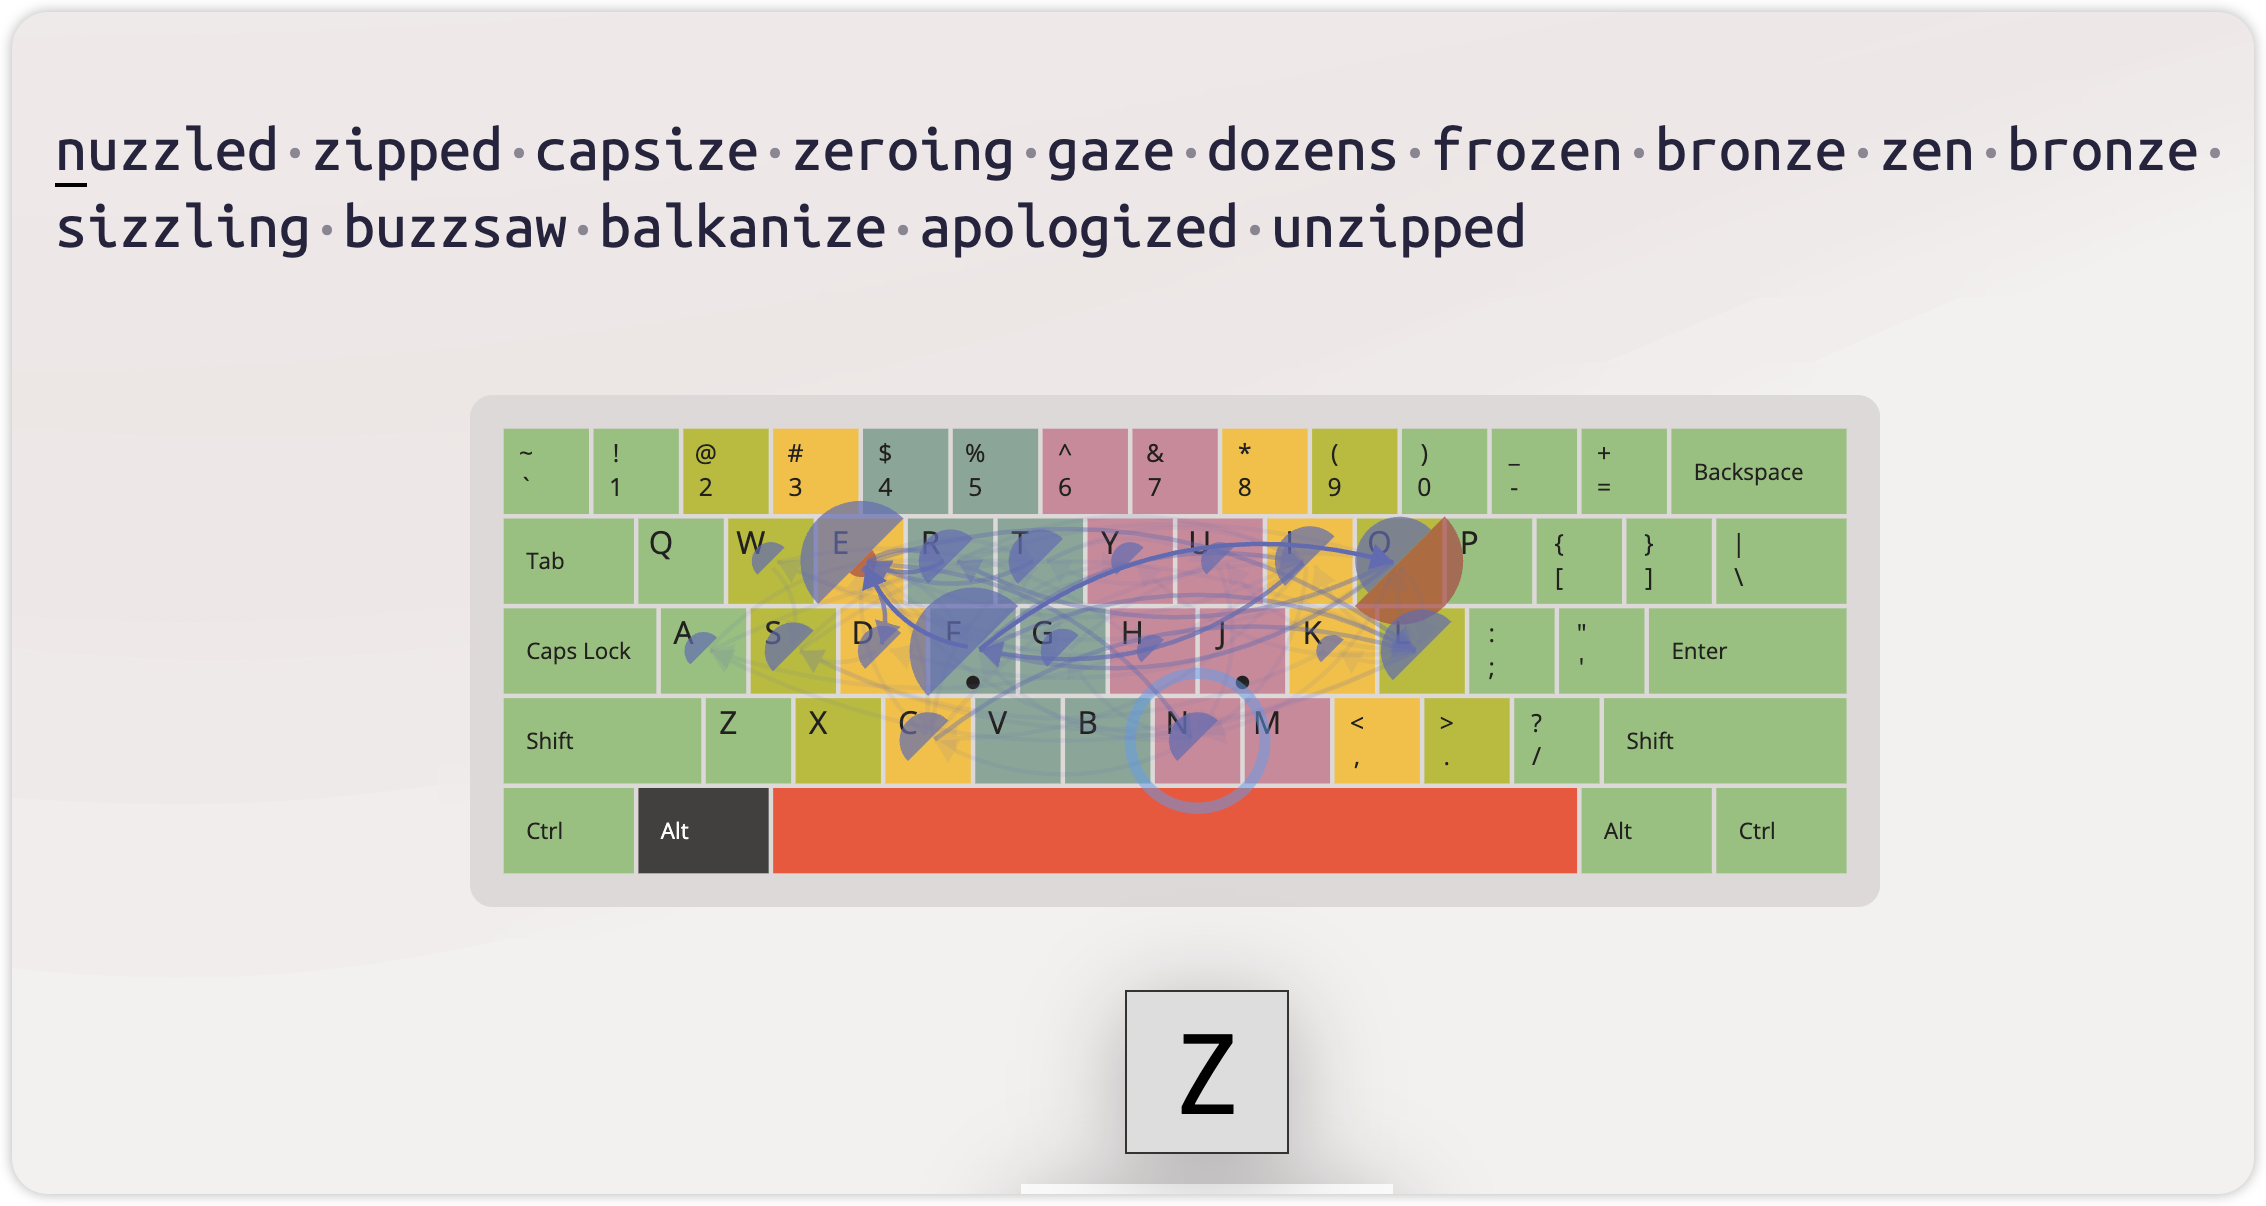 nuzzled·zipped·capsize·zeroing·gaze·dozens·frozen·bronze·zen·bronze·
sizzling·buzzsaw·balkanize·apologized·unzipped
~ ! @ # $ % ^ & * ( ) _ +
` 1 2 3 4 5 6 7 8 9 0 - = Backspace
Tab Q W E R T Y U I O P { } |
[ ] \
Caps Lock A S D F G H J K L : " Enter
; '
Shift Z X C V B N M < > ? Shift
, . /
Ctrl Alt Alt Ctrl
Z